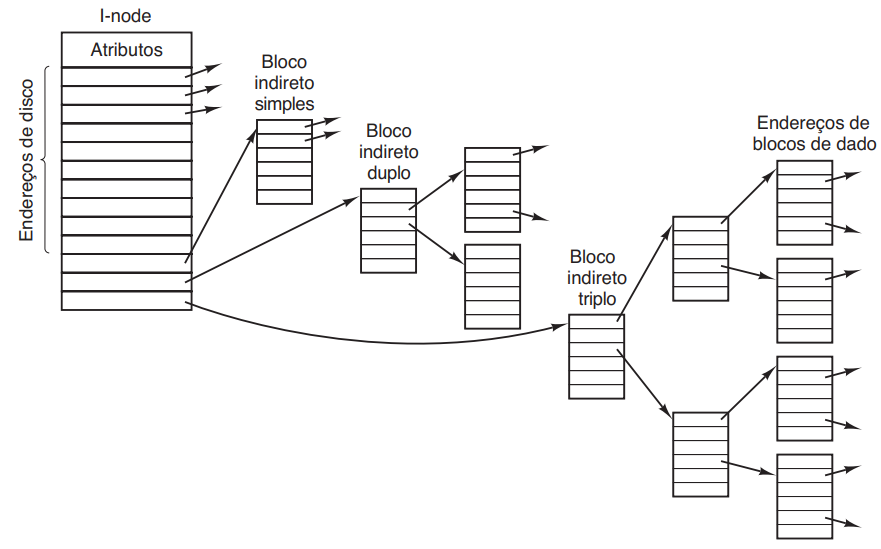 I-node
Atributos
Endereços de disco
Bloco
indireto
simples
Bloco
indireto
duplo
Bloco
indireto
triplo
Endereços de
blocos de dado